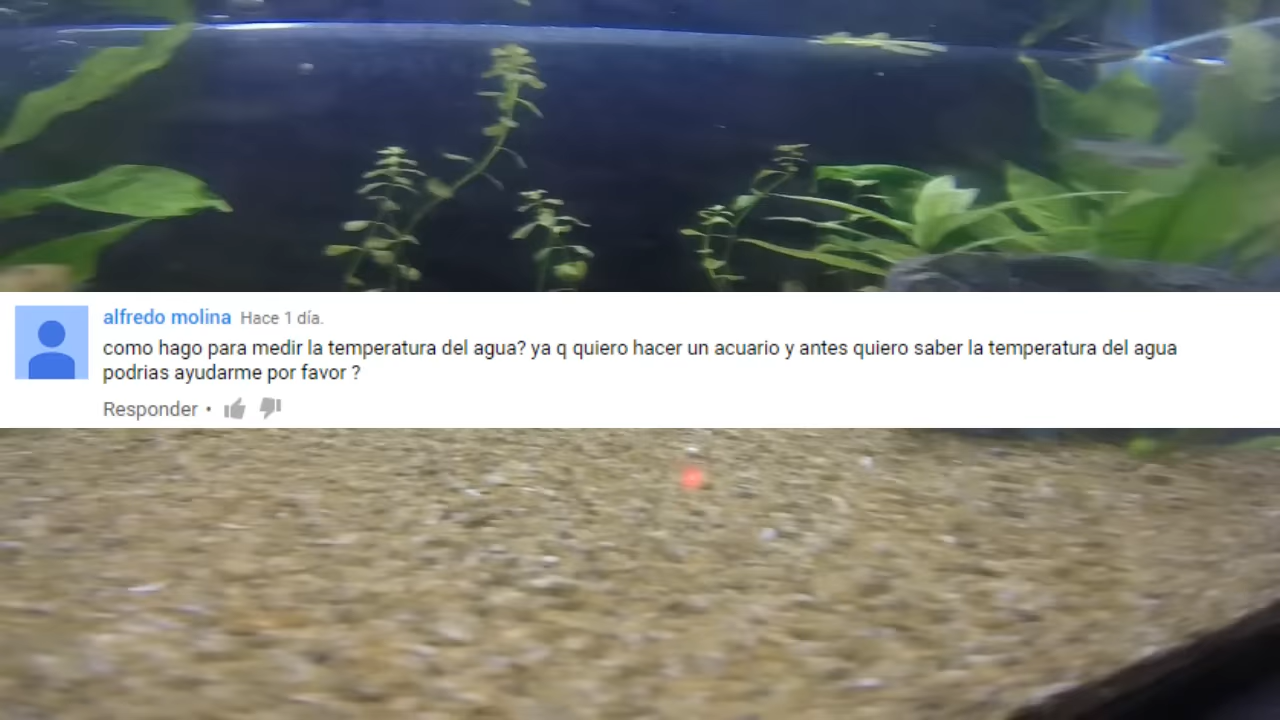 alfredo molina Hace 1 día.
como hago para medir la temperatura del agua? ya q quiero hacer un acuario y antes quiero saber la temperatura del agua
podrias ayudarme por favor ?
Responder •